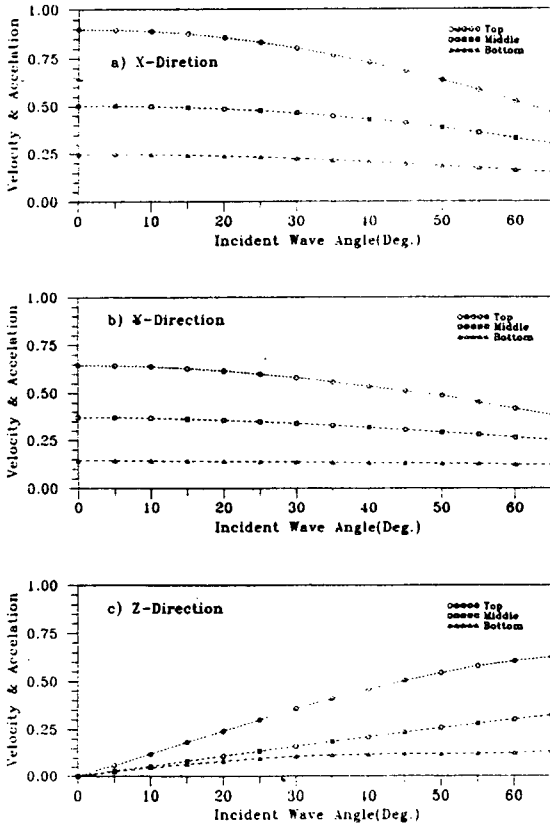 1.00
0.75
0.50
0.25
0.00
Velocity & Accelation
a) X-Diretion
Top
Middle
Bottom
0 10 20 30 40 50 60
Incident Wave Angle(Deg.)
1.00
0.75
0.50
0.25
0.00
Velocity & Accelation
b) Y-Direction
Top
Middle
Bottom
0 10 20 30 40 50 60
Incident Wave Angle(Deg.)
1.00
0.75
0.50
0.25
0.00
Velocity & Accelation
c) Z-Direction
Top
Middle
Bottom
0 10 20 30 40 50 60
Incident Wave Angle(Deg.)